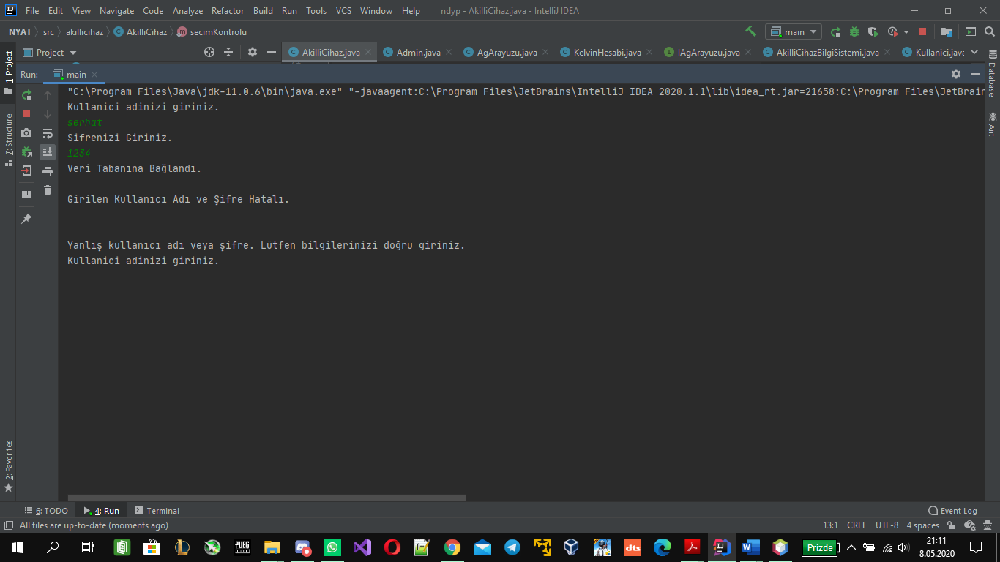 File Edit View Navigate Code Analyze Refactor Build Run Tools VCS Window Help ndyp - AkilliCihaz.java - IntelliJ IDEA
NYAT src akillicihaz AkilliCihaz secimKontrolu main
Project AkilliCihaz.java Admin.java AgArayuzu.java KelvinHesabi.java IAgArayuzu.java AkilliCihazBilgiSistemi.java Kullanici.java
Run: main
"C:\Program Files\Java\jdk-11.0.6\bin\java.exe" "-javaagent:C:\Program Files\JetBrains\IntelliJ IDEA 2020.1.1\lib\idea_rt.jar=21658:C:\Program Files\JetBrain
Kullanici adinizi giriniz.
serhat
Sifrenizi Giriniz.
1234
Veri Tabanına Bağlandı.
Girilen Kullanıcı Adı ve Şifre Hatalı.
Yanlış kullanıcı adı veya şifre. Lütfen bilgilerinizi doğru giriniz.
Kullanici adinizi giriniz.
1: Project
7: Structure
2: Favorites
Database
Ant
6: TODO 4: Run Terminal Event Log
All files are up-to-date (moments ago) 13:1 CRLF UTF-8 4 spaces
PUBG
dts
Prizde
21:11
8.05.2020